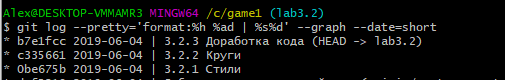 Alex@DESKTOP-VMMAMR3 MINGW64 /c/game1 (lab3.2)
$ git log --pretty='format:%h %ad | %s%d' --graph --date=short
* b7e1fcc 2019-06-04 | 3.2.3 Доработка кода (HEAD -> lab3.2)
* c335661 2019-06-04 | 3.2.2 Круги
* 0be675b 2019-06-04 | 3.2.1 Стили